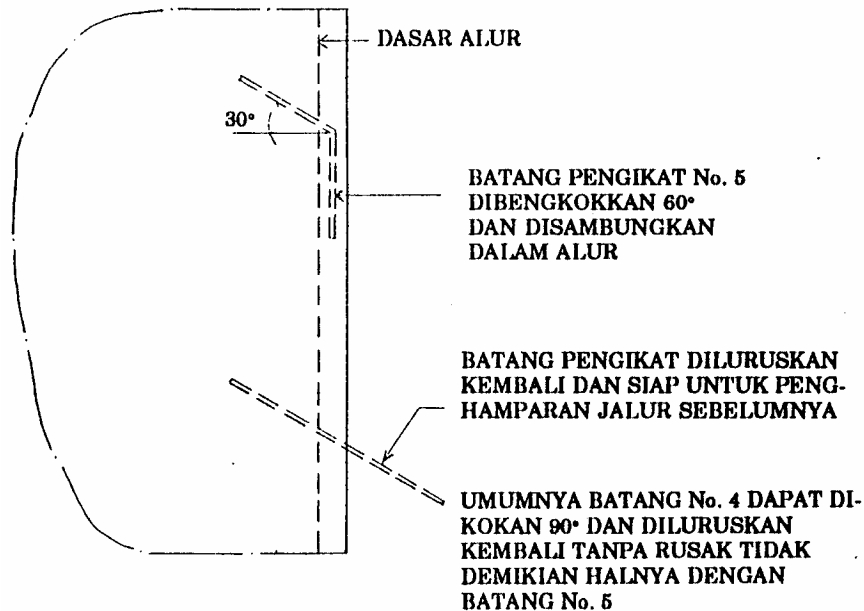 DASAR ALUR
30°
BATANG PENGIKAT No. 5
DIBENGKOKKAN 60°
DAN DISAMBUNGKAN
DALAM ALUR
BATANG PENGIKAT DILURUSKAN
KEMBALI DAN SIAP UNTUK PENG-
HAMPARAN JALUR SEBELUMNYA
UMUMNYA BATANG No. 4 DAPAT DI-
KOKAN 90° DAN DILURUSKAN
KEMBALI TANPA RUSAK TIDAK
DEMIKIAN HALNYA DENGAN
BATANG No. 5